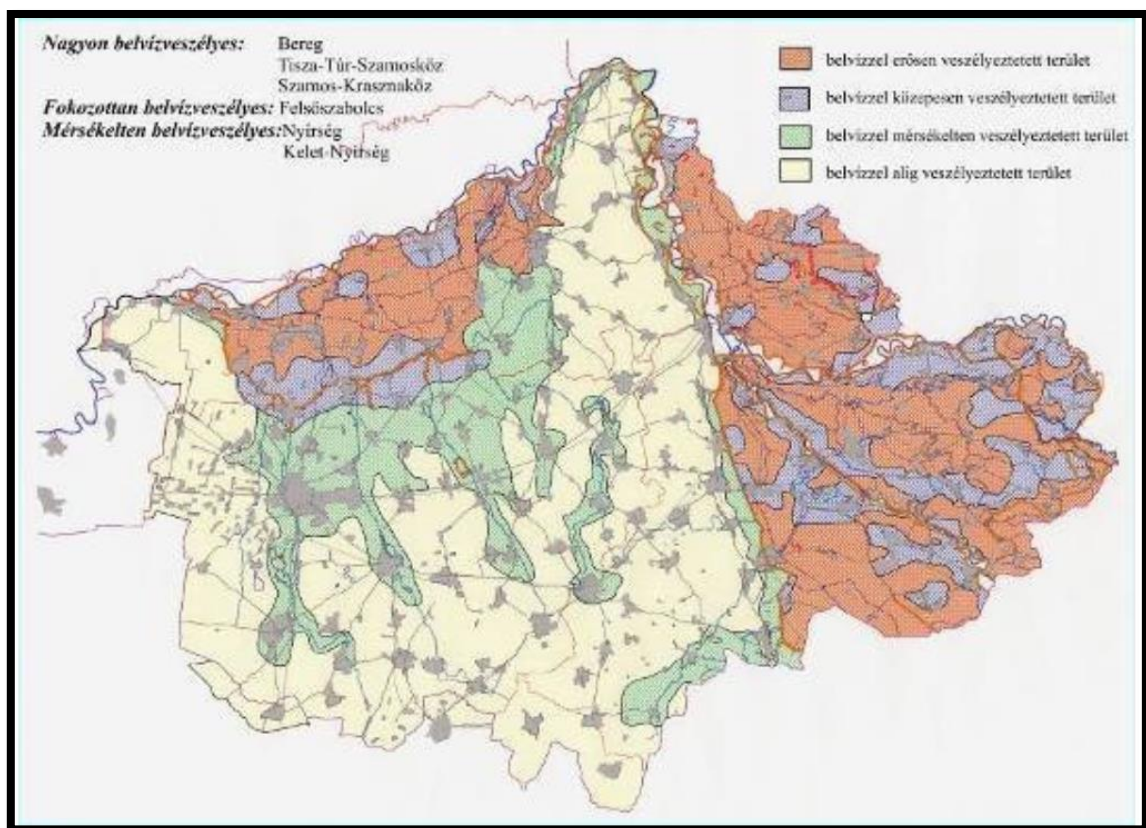 Nagyon belvízveszélyes: Bereg
Tisza-Túr-Szamosköz
Szamos-Krasznaköz
Fokozottan belvízveszélyes: Felsőszabolcs
Mérsékelten belvízveszélyes: Nyírség
Kelet-Nyírség
belvízzel erősen veszélyeztetett terület
belvízzel közepesen veszélyeztetett terület
belvízzel mérsékelten veszélyeztetett terület
belvízzel alig veszélyeztetett terület